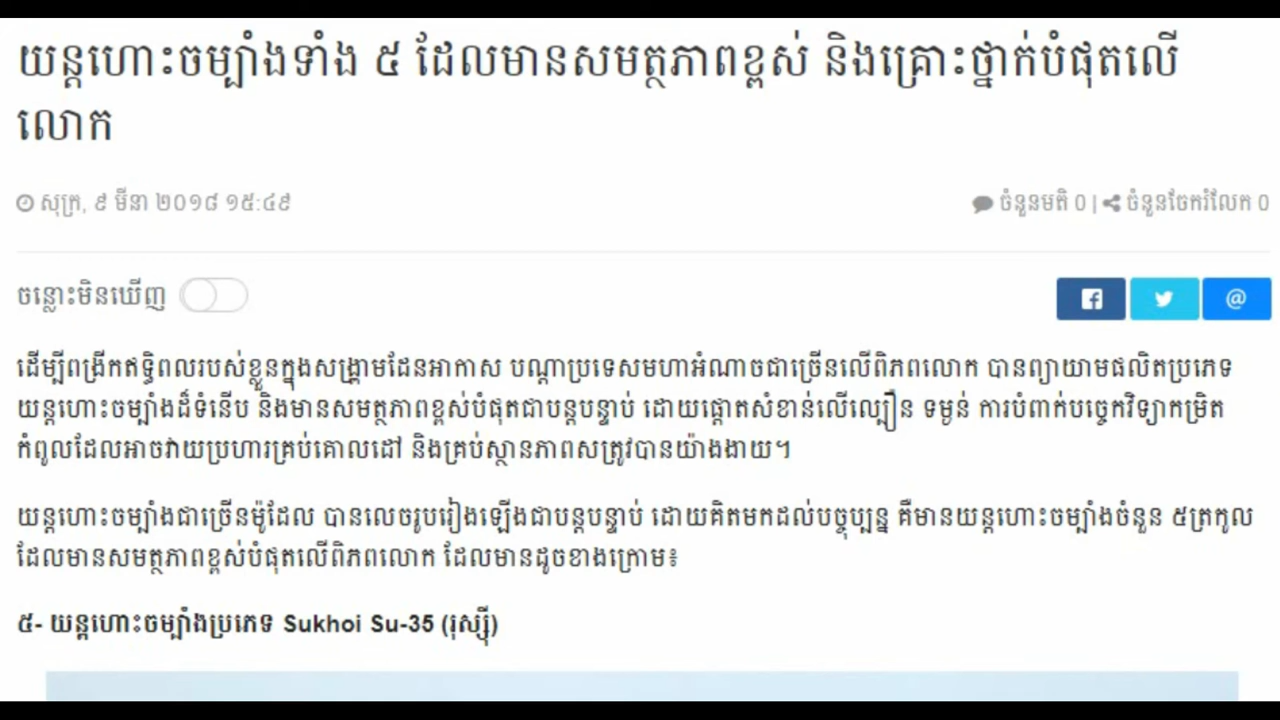 យន្តហោះចម្បាំងទាំង ៥ ដែលមានសមត្ថភាពខ្ពស់ និងគ្រោះថ្នាក់បំផុតលើ
លោក
សុក្រ, ៩ មីនា ២០១៨ ១៥:៤៩
ចំនួនមតិ 0 | ចំនួនចែករំលែក 0
ចន្លោះមិនឃើញ
@
ដើម្បីពង្រីកឥទ្ធិពលរបស់ខ្លួនក្នុងសង្គ្រាមដែនអាកាស បណ្តាប្រទេសមហាអំណាចជាច្រើនលើពិភពលោក បានព្យាយាមផលិតប្រភេទ
យន្តហោះចម្បាំងដ៏ទំនើប និងមានសមត្ថភាពខ្ពស់បំផុតជាបន្តបន្ទាប់ ដោយផ្តោតសំខាន់លើល្បឿន ទម្ងន់ ការបំពាក់បច្ចេកវិទ្យាកម្រិត
កំពូលដែលអាចវាយប្រហារគ្រប់គោលដៅ និងគ្រប់ស្ថានភាពសត្រូវបានយ៉ាងងាយ។
យន្តហោះចម្បាំងជាច្រើនម៉ូដែល បានលេចរូបរៀងឡើងជាបន្តបន្ទាប់ ដោយគិតមកដល់បច្ចុប្បន្ន គឺមានយន្តហោះចម្បាំងចំនួន ៥ត្រកូល
ដែលមានសមត្ថភាពខ្ពស់បំផុតលើពិភពលោក ដែលមានដូចខាងក្រោម៖
៥- យន្តហោះចម្បាំងប្រភេទ Sukhoi Su-35 (រុស្ស៊ី)